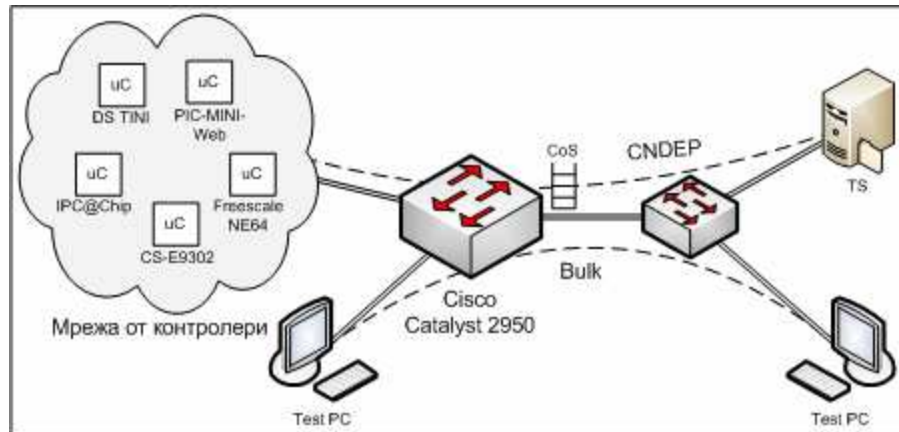 uC
DS TINI
uC
PIC-MINI-
Web
uC
IPC@Chip
uC
Freescale
NE64
uC
CS-E9302
Мрежа от контролери
CoS
CNDEP
TS
Bulk
Cisco
Catalyst 2950
Test PC
Test PC